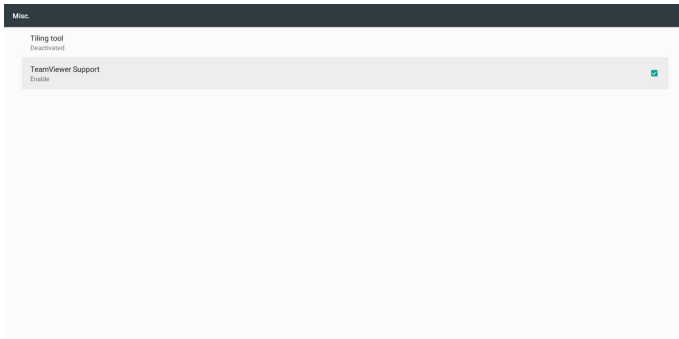 Misc.
Tiling tool
Deactivated
TeamViewer Support
Enable